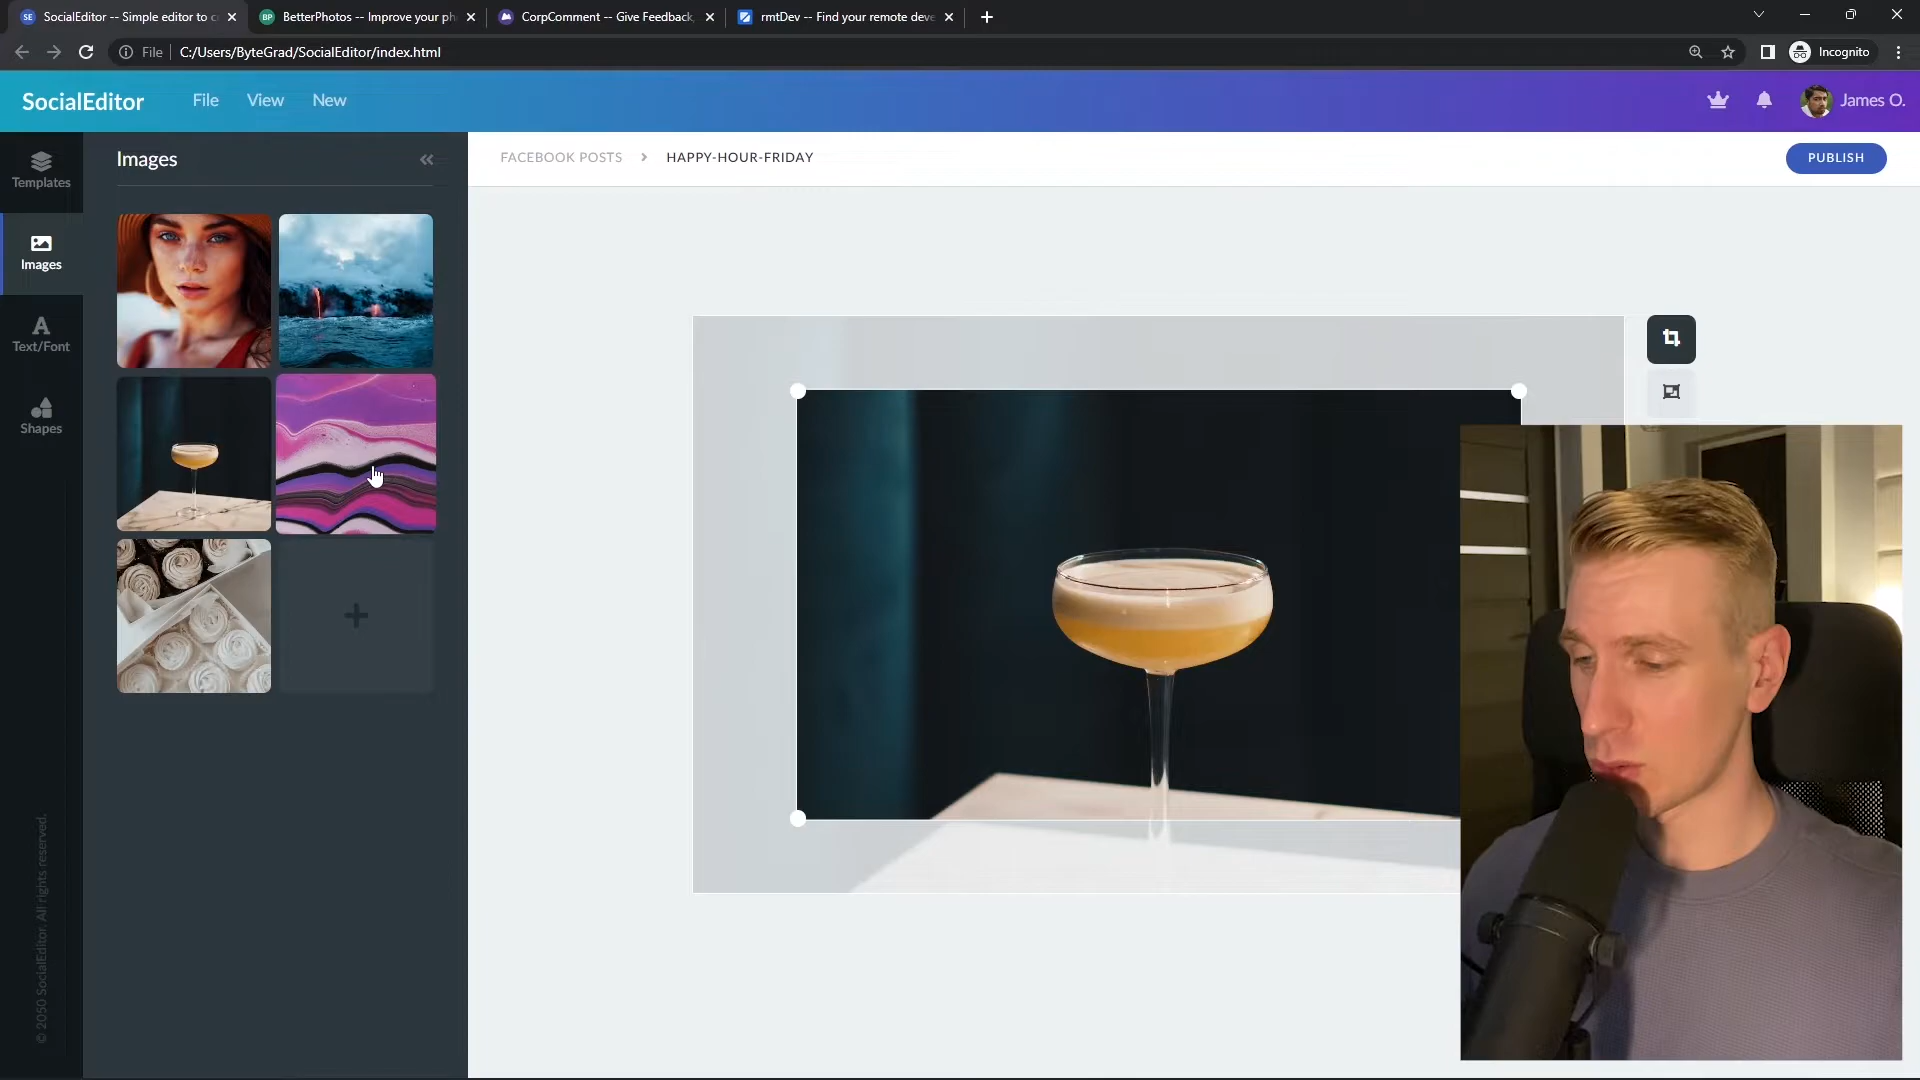 SE SocialEditor -- Simple editor to c
BP BetterPhotos -- Improve your ph
CorpComment -- Give Feedback,
rmtDev -- Find your remote deve
File C:/Users/ByteGrad/SocialEditor/index.html
Incognito
SocialEditor File View New
James O.
Templates
Images
Text/Font
Shapes
Images
FACEBOOK POSTS > HAPPY-HOUR-FRIDAY
PUBLISH
© 2050 SocialEditor. All rights reserved.